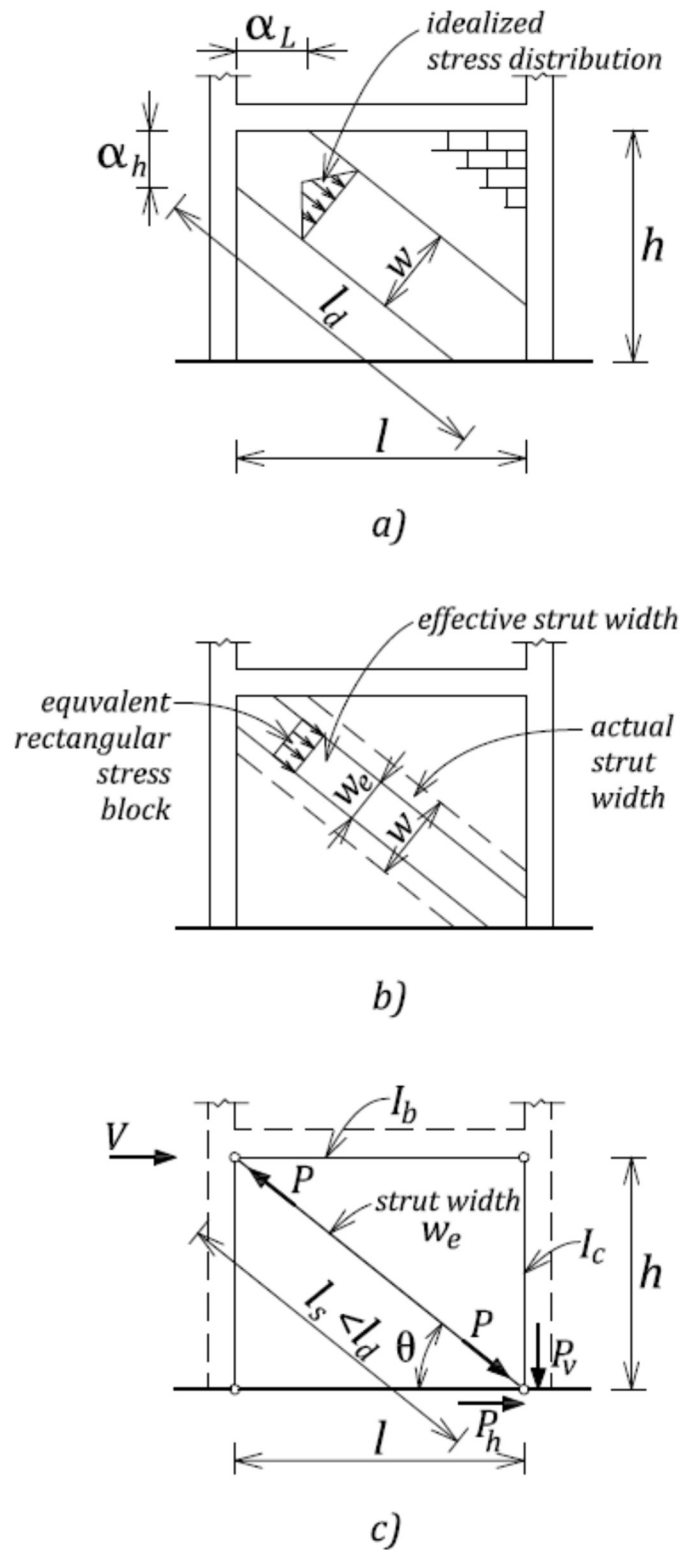 α_L
idealized
stress distribution
α_h
w
h
l_d
l
a)
effective strut width
equvalent
rectangular
stress
block
actual
strut
width
w_e
w
b)
I_b
V
P
strut width
w_e
I_c
h
l_s < l_d
θ
P
P_v
P_h
l
c)